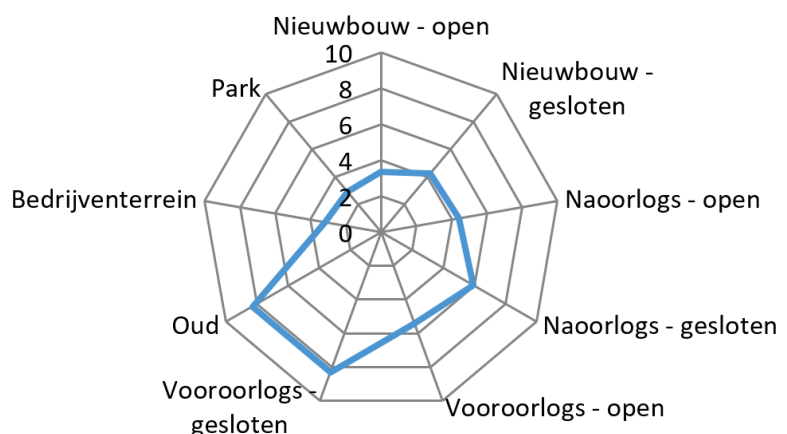 Nieuwbouw - open
10
8
6
4
2
0
Nieuwbouw -
gesloten
Naoorlogs - open
Naoorlogs - gesloten
Vooroorlogs - open
Vooroorlogs -
gesloten
Oud
Bedrijventerrein
Park